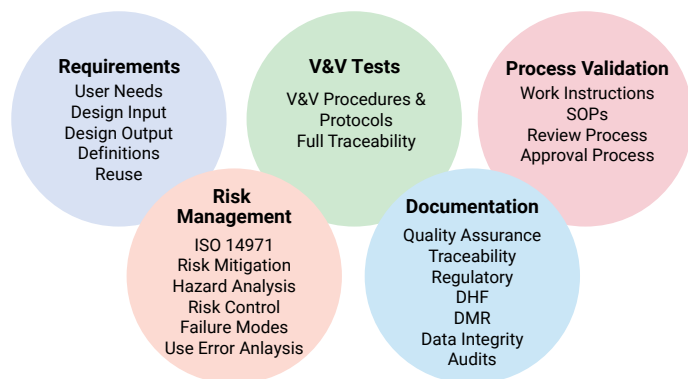 Requirements
User Needs
Design Input
Design Output
Definitions
Reuse
V&V Tests
V&V Procedures &
Protocols
Full Traceability
Process Validation
Work Instructions
SOPs
Review Process
Approval Process
Risk
Management
ISO 14971
Risk Mitigation
Hazard Analysis
Risk Control
Failure Modes
Use Error Anlaysis
Documentation
Quality Assurance
Traceability
Regulatory
DHF
DMR
Data Integrity
Audits